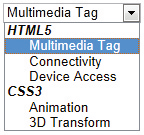 Multimedia Tag
HTML5
Multimedia Tag
Connectivity
Device Access
CSS3
Animation
3D Transform